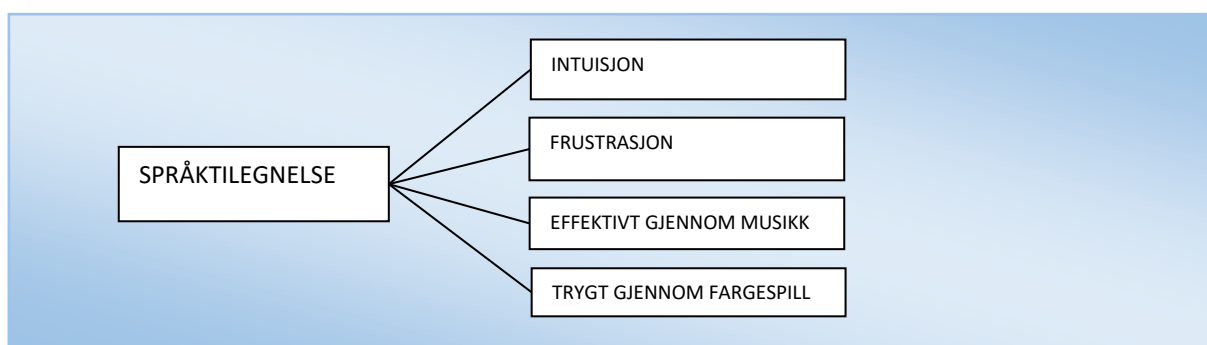 INTUISJON
FRUSTRASJON
SPRÅKTILEGNELSE
EFFEKTIVT GJENNOM MUSIKK
TRYGT GJENNOM FARGESPILL